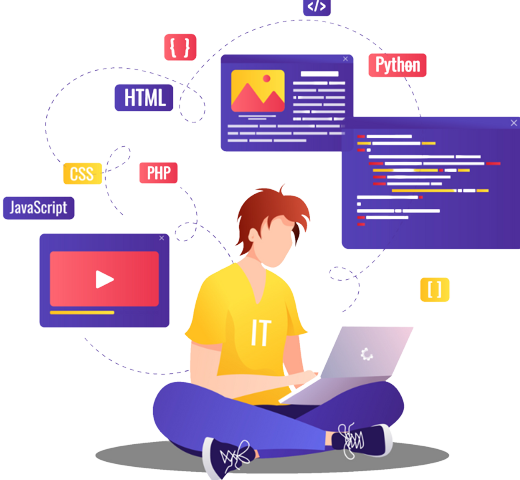 </>
{ }
Python
HTML
CSS
PHP
JavaScript
[ ]
IT